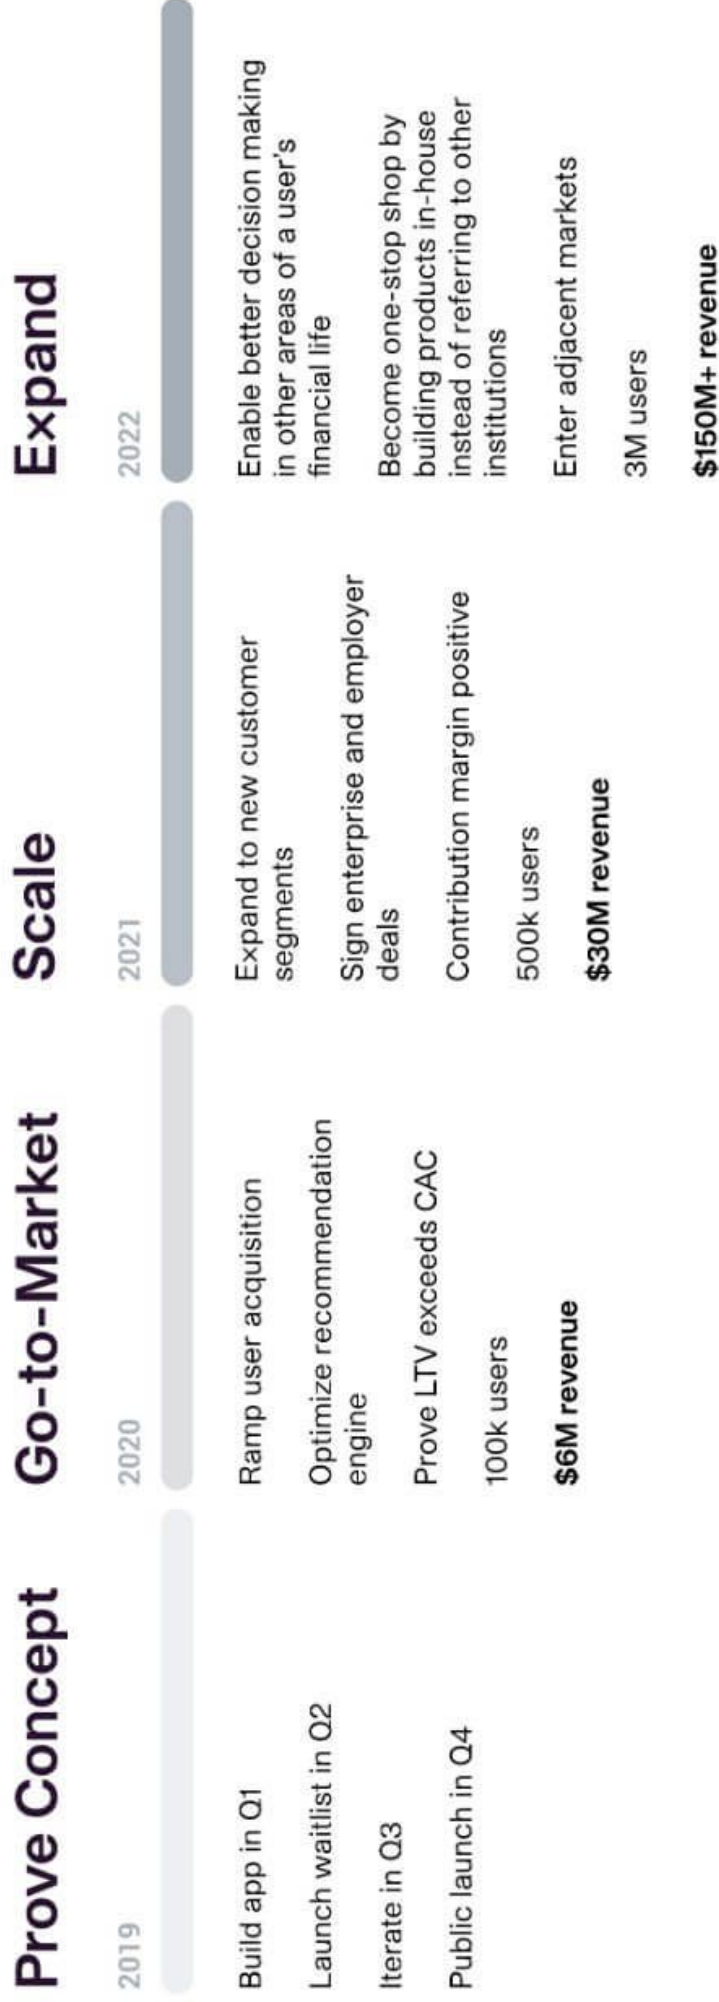 Prove Concept
2019
Build app in Q1
Launch waitlist in Q2
Iterate in Q3
Public launch in Q4
Go-to-Market
2020
Ramp user acquisition
Optimize recommendation
engine
Prove LTV exceeds CAC
100k users
$6M revenue
Scale
2021
Expand to new customer
segments
Sign enterprise and employer
deals
Contribution margin positive
500k users
$30M revenue
Expand
2022
Enable better decision making
in other areas of a user's
financial life
Become one-stop shop by
building products in-house
instead of referring to other
institutions
Enter adjacent markets
3M users
$150M+ revenue